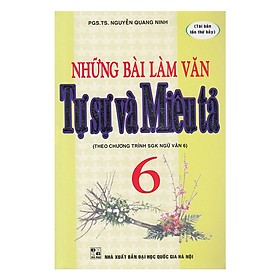 PGS.TS. NGUYỄN QUANG NINH
(Tái bản
lần thứ bảy)
NHỮNG BÀI LÀM VĂN
Tự sự và Miêu tả
(THEO CHƯƠNG TRÌNH SGK NGỮ VĂN 6)
6
NHÀ XUẤT BẢN ĐẠI HỌC QUỐC GIA HÀ NỘI